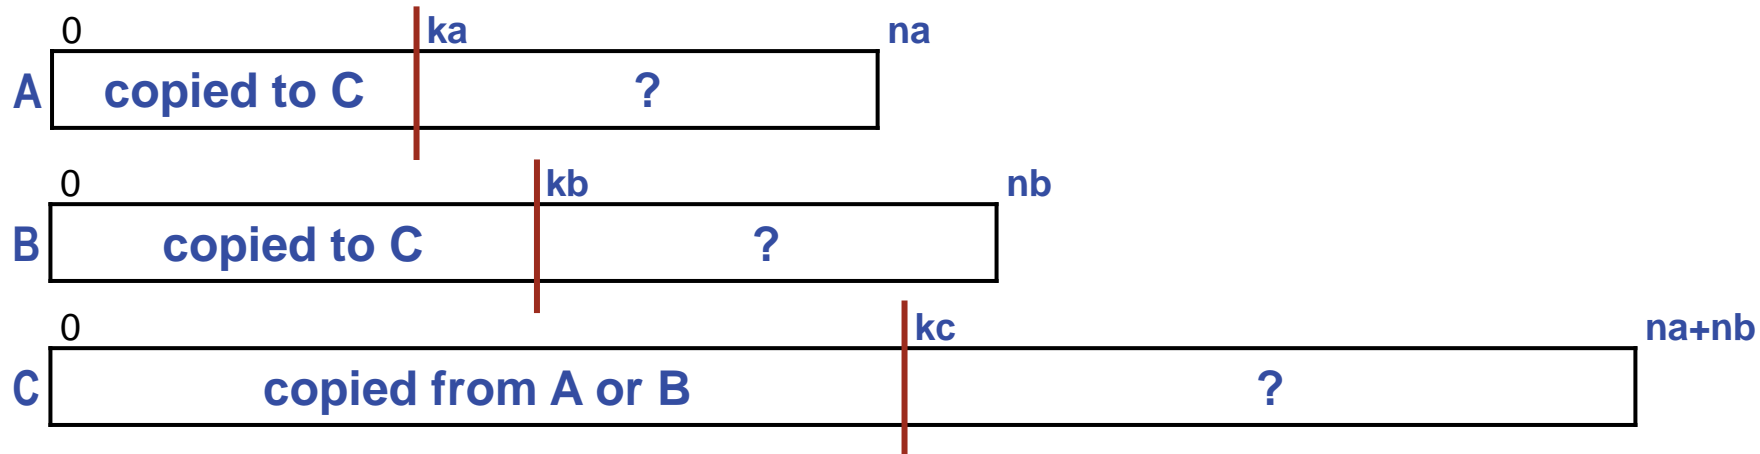 0 ka na
A copied to C ?
0 kb nb
B copied to C ?
0 kc na+nb
C copied from A or B ?